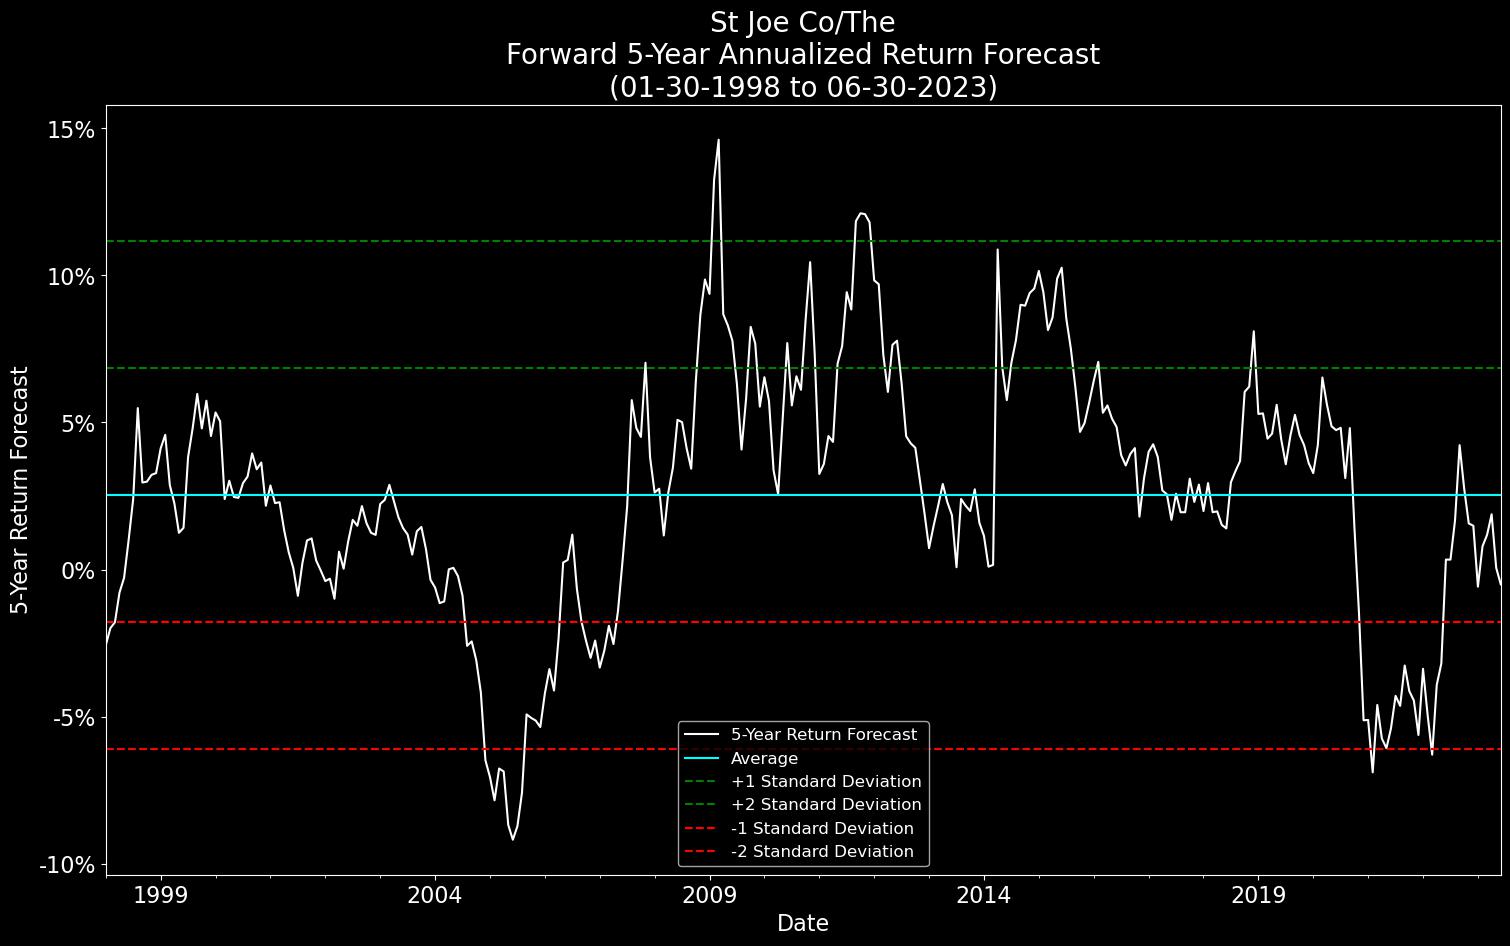 St Joe Co/The
Forward 5-Year Annualized Return Forecast
(01-30-1998 to 06-30-2023)
15%
10%
5%
0%
-5%
-10%
5-Year Return Forecast
5-Year Return Forecast
Average
+1 Standard Deviation
+2 Standard Deviation
-1 Standard Deviation
-2 Standard Deviation
1999
2004
2009
2014
2019
Date